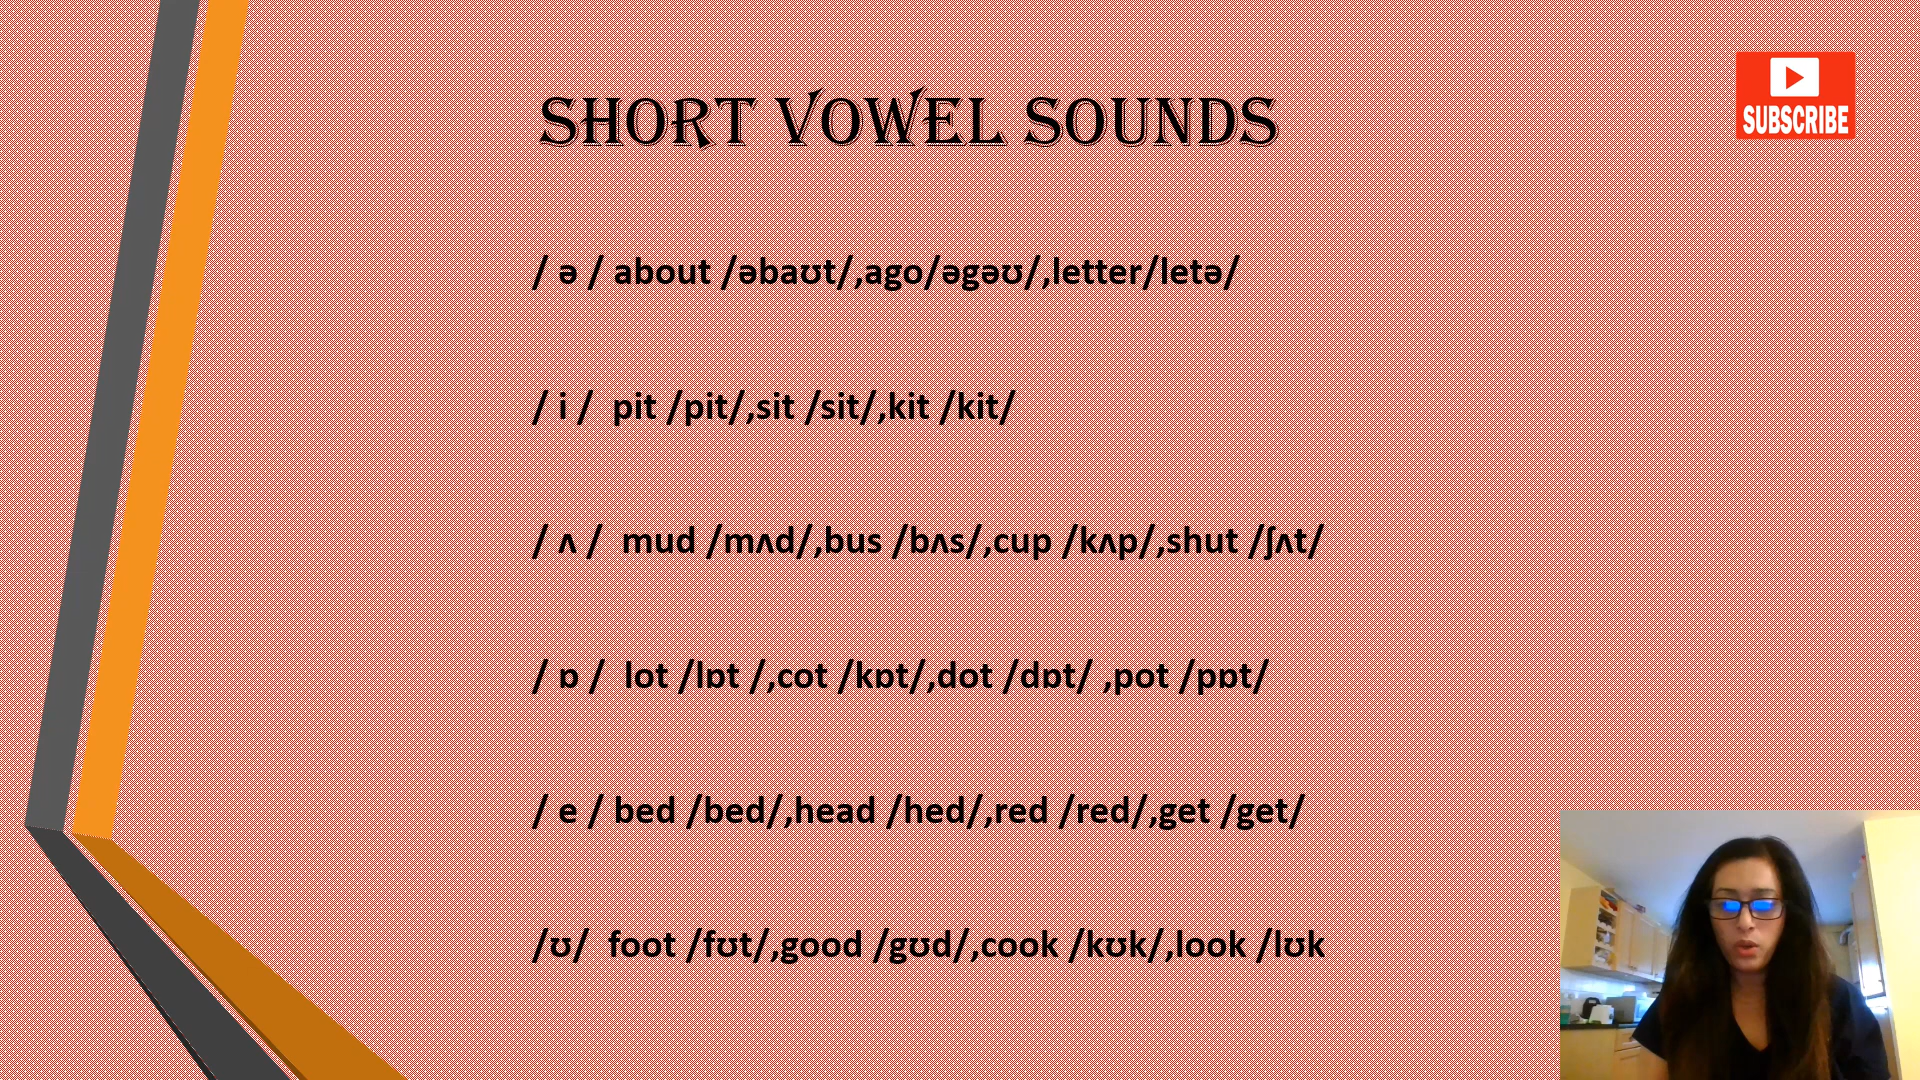 SHORT VOWEL SOUNDS
SUBSCRIBE
/ ə / about /əbaʊt/,ago/əgəʊ/,letter/letə/
/ i /  pit /pit/,sit /sit/,kit /kit/
/ ʌ /  mud /mʌd/,bus /bʌs/,cup /kʌp/,shut /ʃʌt/
/ ɒ /  lot /lɒt /,cot /kɒt/,dot /dɒt/ ,pot /pɒt/
/ e / bed /bed/,head /hed/,red /red/,get /get/
/ʊ/  foot /fʊt/,good /gʊd/,cook /kʊk/,look /lʊk